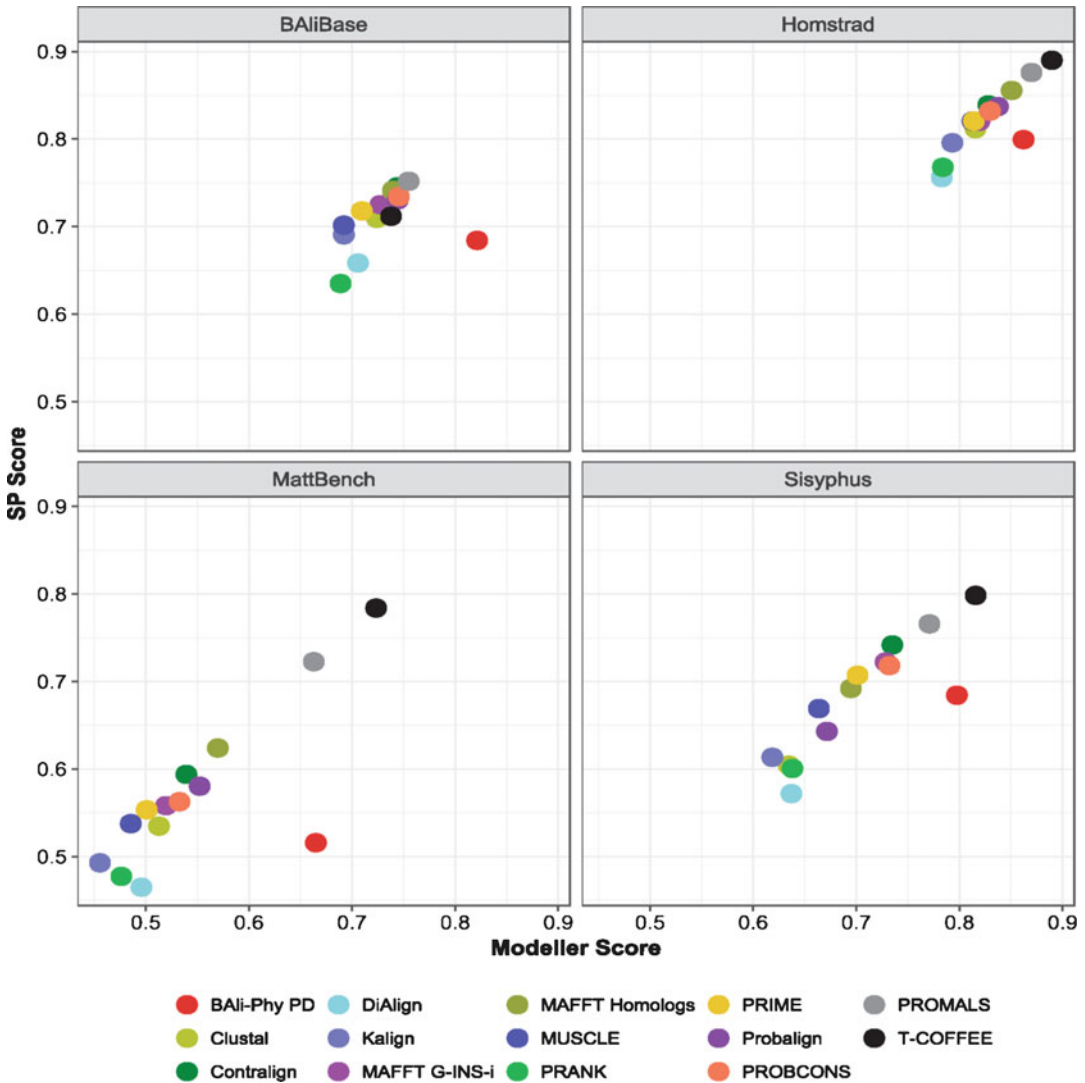 BAliBase
Homstrad
0.9
0.8
0.7
0.6
0.5
SP Score
MattBench
Sisyphus
0.9
0.8
0.7
0.6
0.5
0.5 0.6 0.7 0.8 0.9 0.5 0.6 0.7 0.8 0.9
Modeller Score
BAli-Phy PD DiAlign MAFFT Homologs PRIME PROMALS
Clustal Kalign MUSCLE Probalign T-COFFEE
Contralign MAFFT G-INS-i PRANK PROBCONS